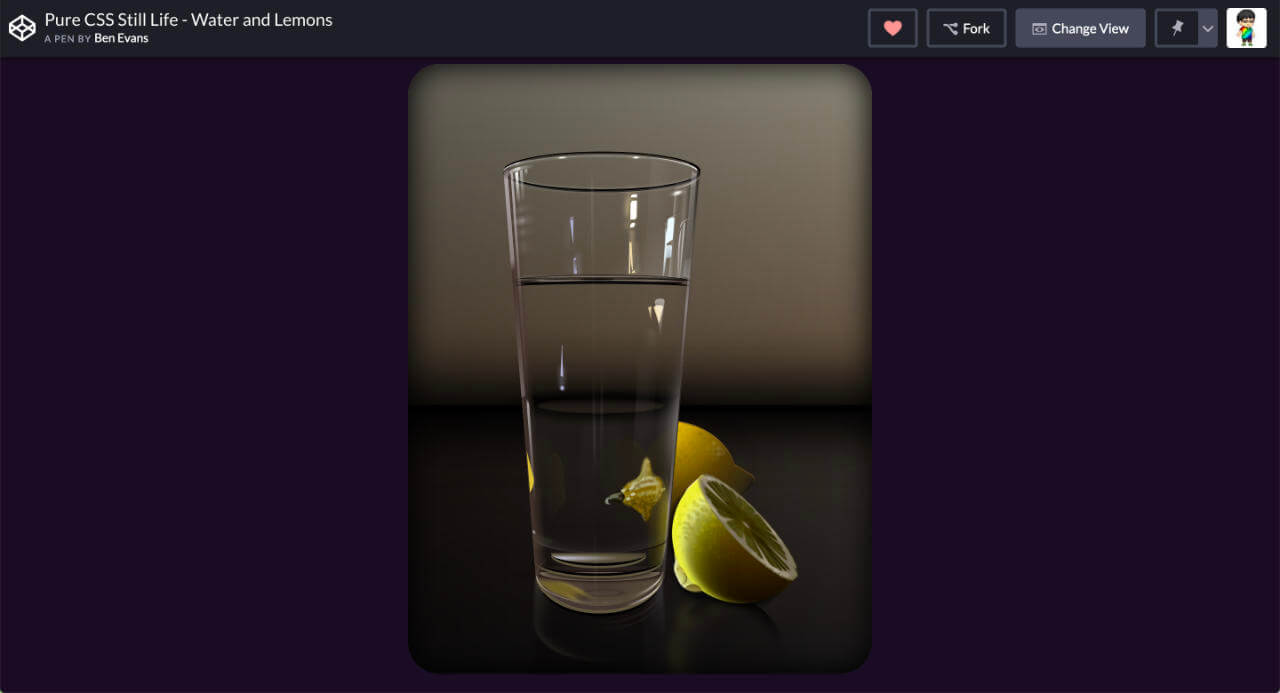 Pure CSS Still Life - Water and Lemons
A PEN BY Ben Evans
Fork
Change View